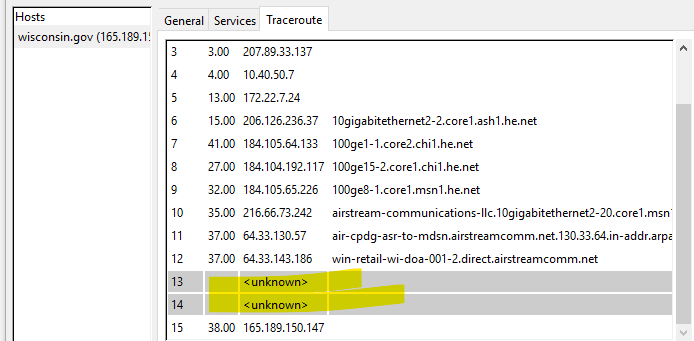 Hosts
General Services Traceroute
wisconsin.gov (165.189.15
3 3.00 207.89.33.137
4 4.00 10.40.50.7
5 13.00 172.22.7.24
6 15.00 206.126.236.37 10gigabitethernet2-2.core1.ash1.he.net
7 41.00 184.105.64.133 100ge1-1.core2.chi1.he.net
8 27.00 184.104.192.117 100ge15-2.core1.chi1.he.net
9 32.00 184.105.65.226 100ge8-1.core1.msn1.he.net
10 35.00 216.66.73.242 airstream-communications-llc.10gigabitethernet2-20.core1.msn1
11 37.00 64.33.130.57 air-cpdg-asr-to-mdsn.airstreamcomm.net.130.33.64.in-addr.arpa
12 37.00 64.33.143.186 win-retail-wi-doa-001-2.direct.airstreamcomm.net
13 <unknown>
14 <unknown>
15 38.00 165.189.150.147